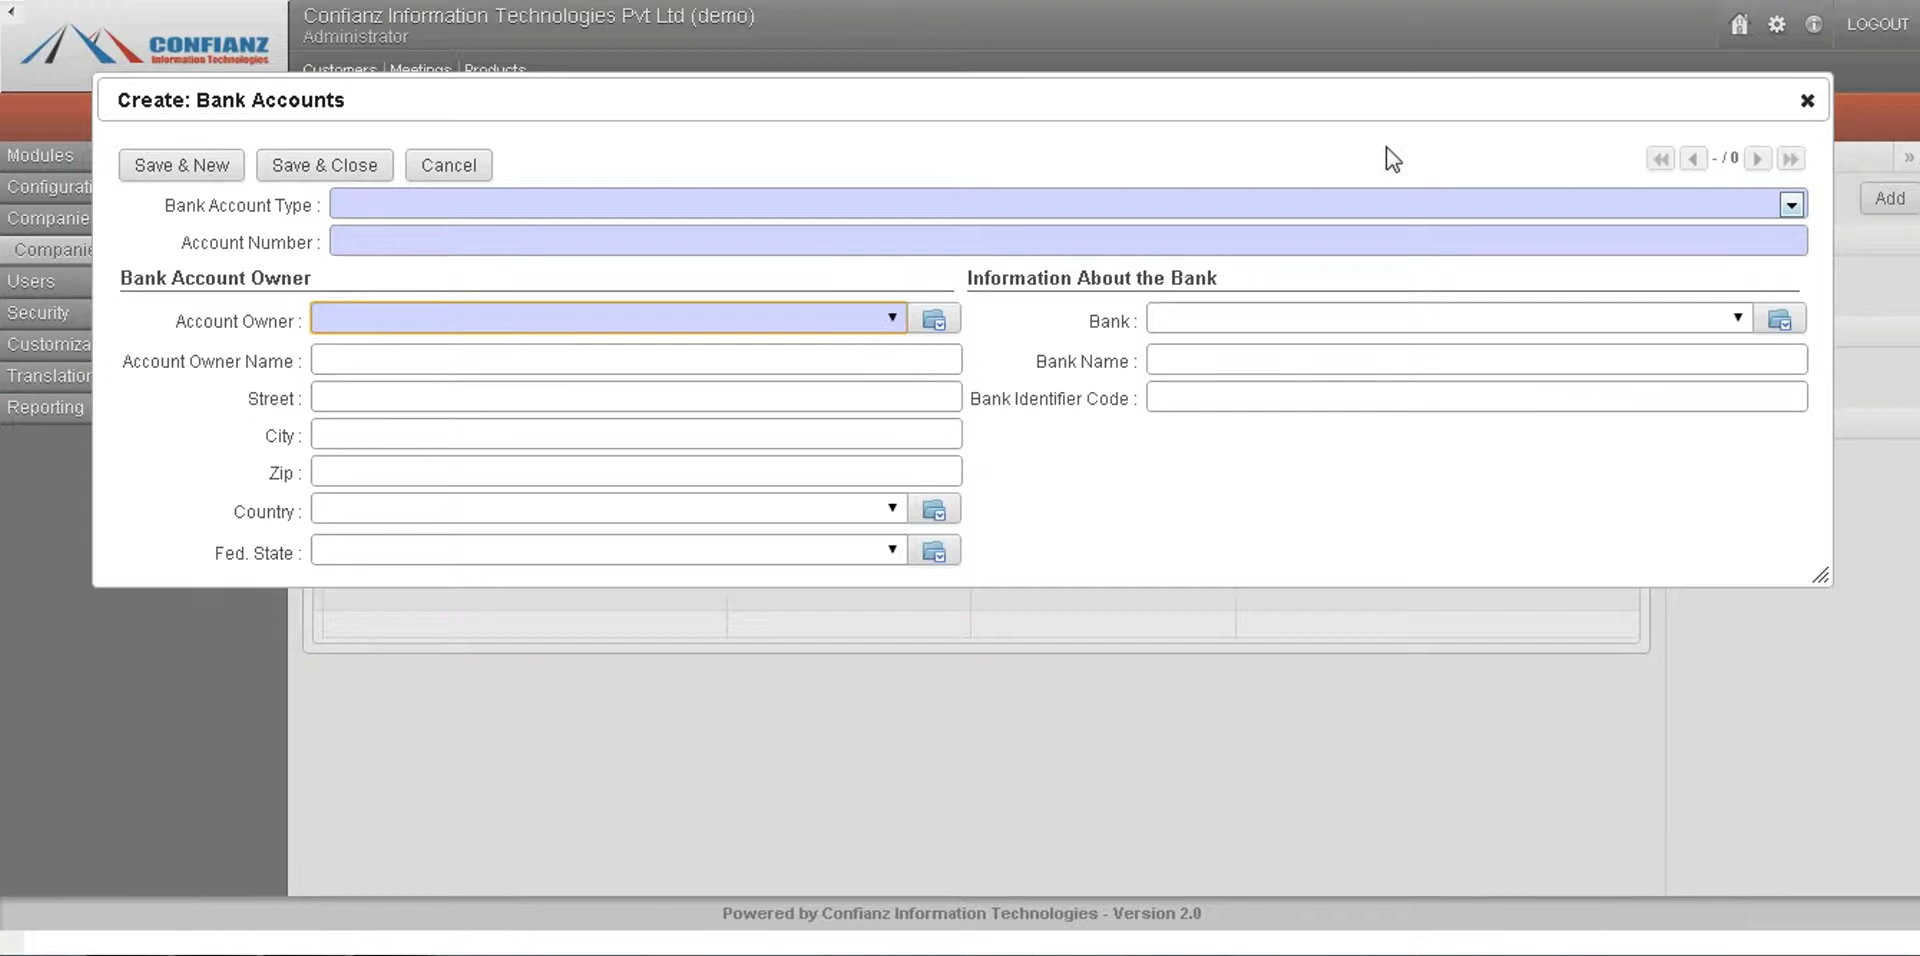 Confianz Information Technologies Pvt Ltd (demo)
Administrator
LOGOUT
CONFIANZ
Information Technologies
Customers | Meetings | Products
Create: Bank Accounts
Save & New
Save & Close
Cancel
- / 0
Bank Account Type :
Account Number :
Bank Account Owner
Information About the Bank
Account Owner :
Bank :
Account Owner Name :
Bank Name :
Street :
Bank Identifier Code :
City :
Zip :
Country :
Fed. State :
Modules
Configurati
Companie
Companie
Users
Security
Customiza
Translation
Reporting
»
Add
Powered by Confianz Information Technologies - Version 2.0